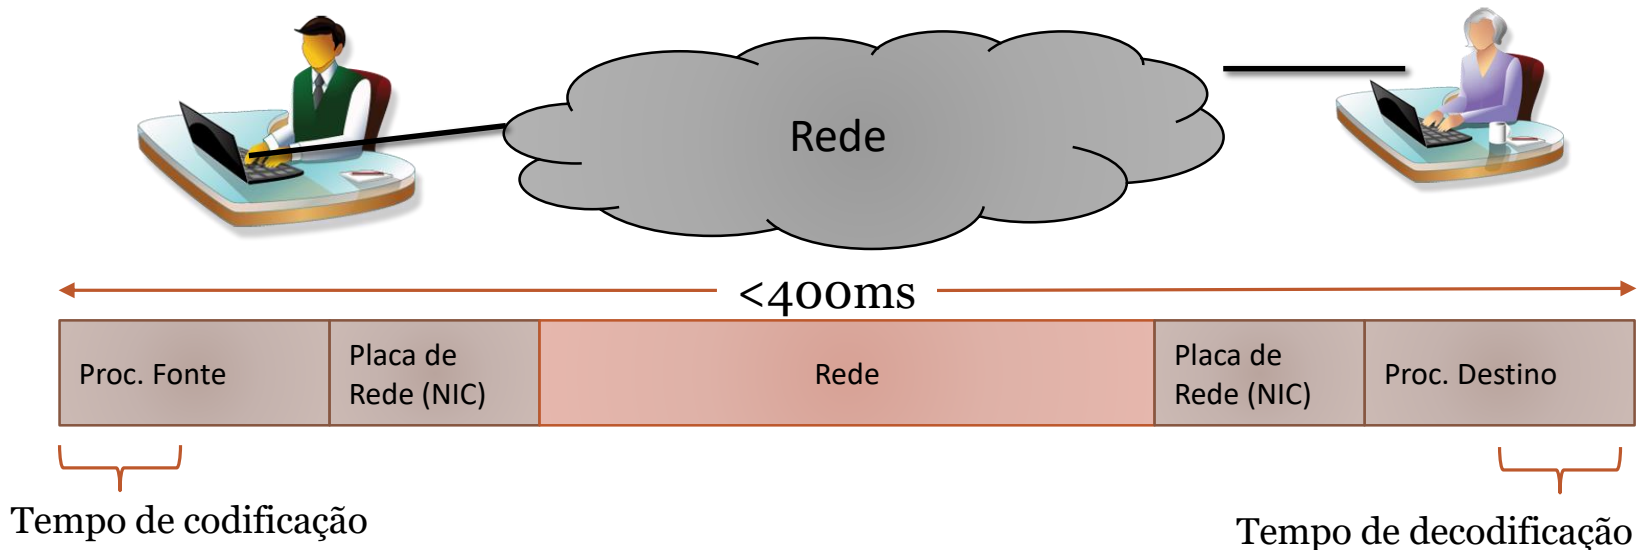 Rede
<400ms
Proc. Fonte
Placa de
Rede (NIC)
Rede
Placa de
Rede (NIC)
Proc. Destino
Tempo de codificação
Tempo de decodificação